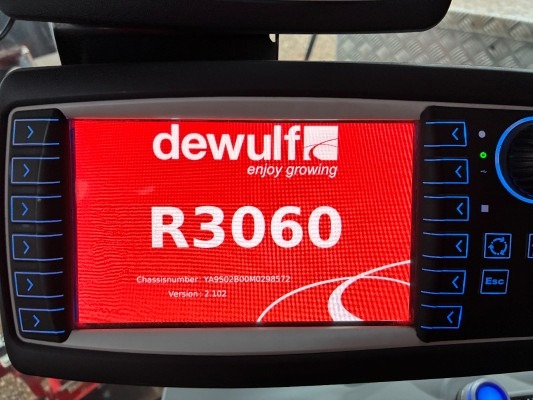 dewulf
enjoy growing
R3060
Chassisnumber: YA9502B00M0298572
Version: 2.102
Esc